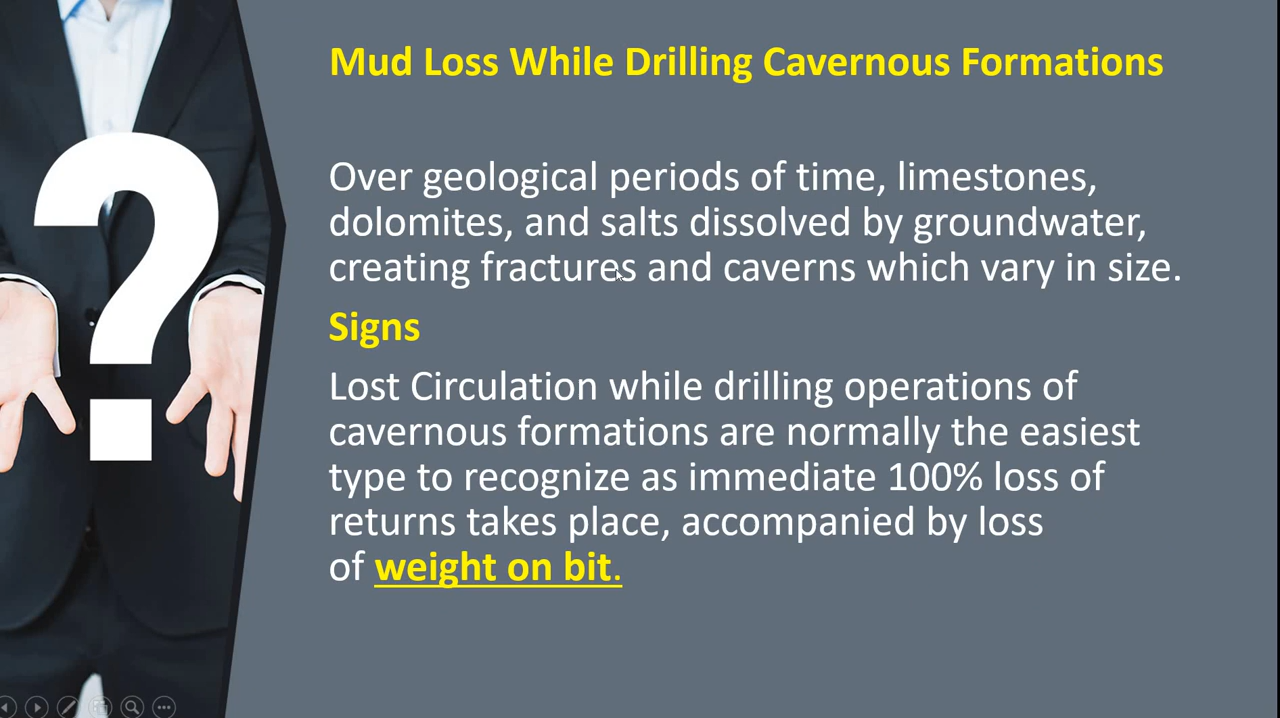 Mud Loss While Drilling Cavernous Formations
Over geological periods of time, limestones,
dolomites, and salts dissolved by groundwater,
creating fractures and caverns which vary in size.
Signs
Lost Circulation while drilling operations of
cavernous formations are normally the easiest
type to recognize as immediate 100% loss of
returns takes place, accompanied by loss
of weight on bit.
?